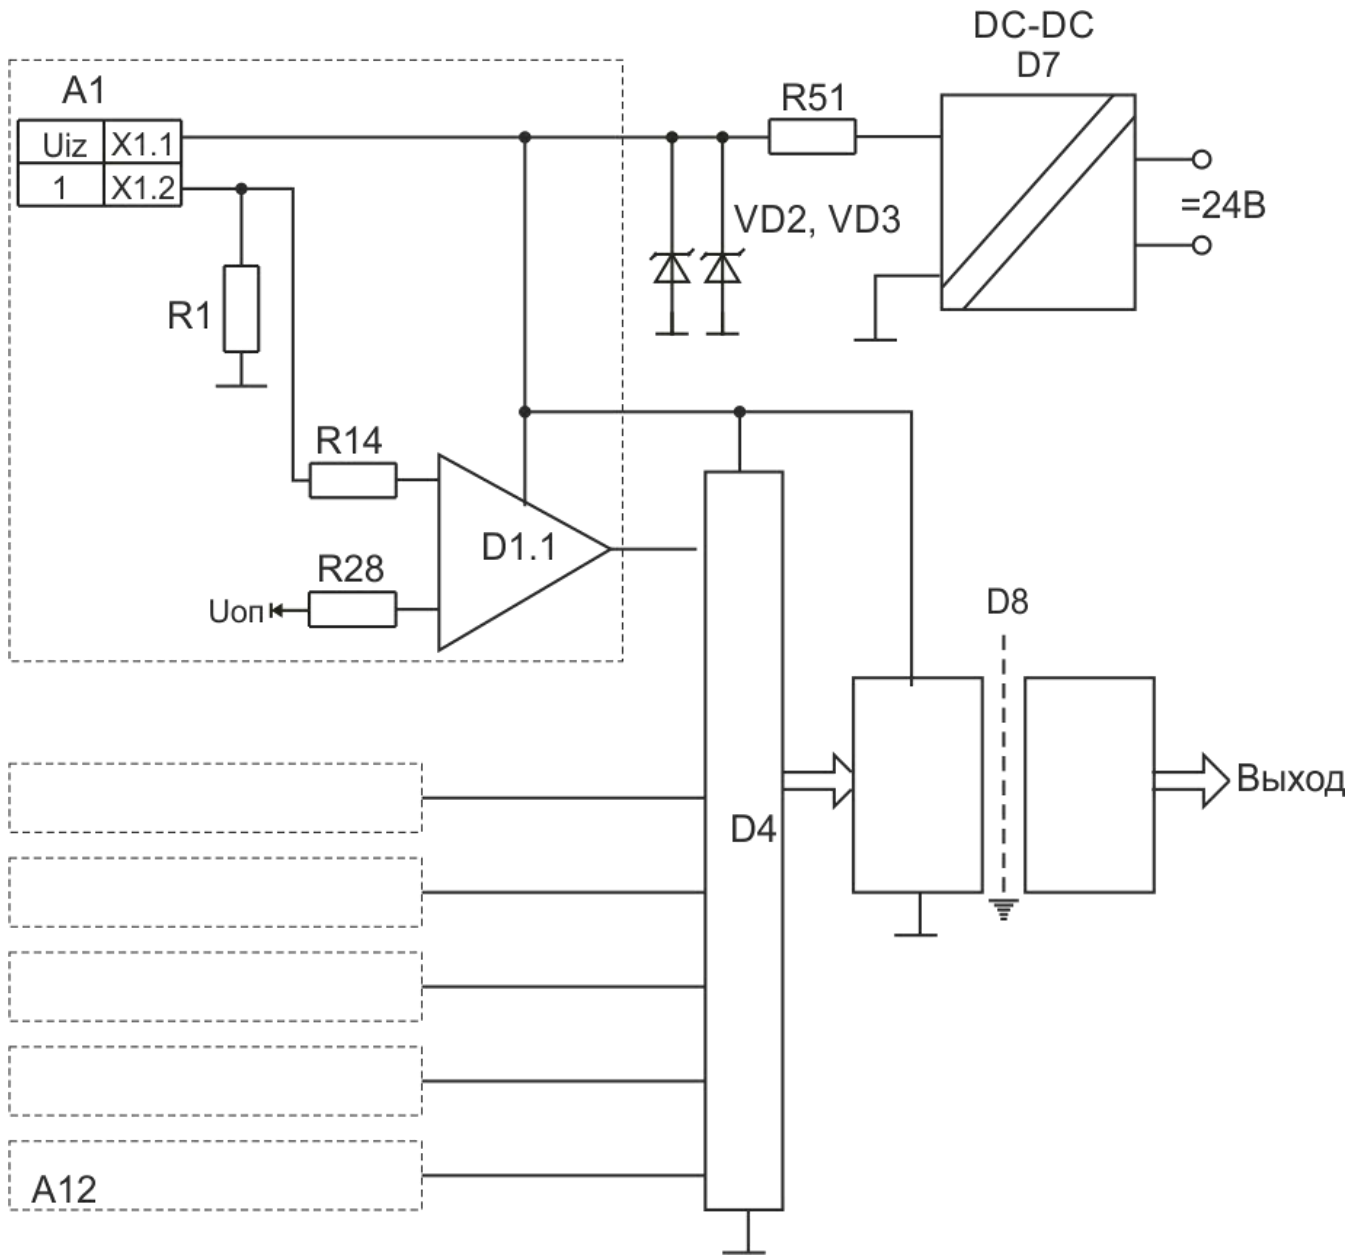 DC-DC
D7
A1
R51
Uiz X1.1
1 X1.2
=24В
VD2, VD3
R1
R14
D1.1
R28
Uоп
D8
Выход
D4
A12